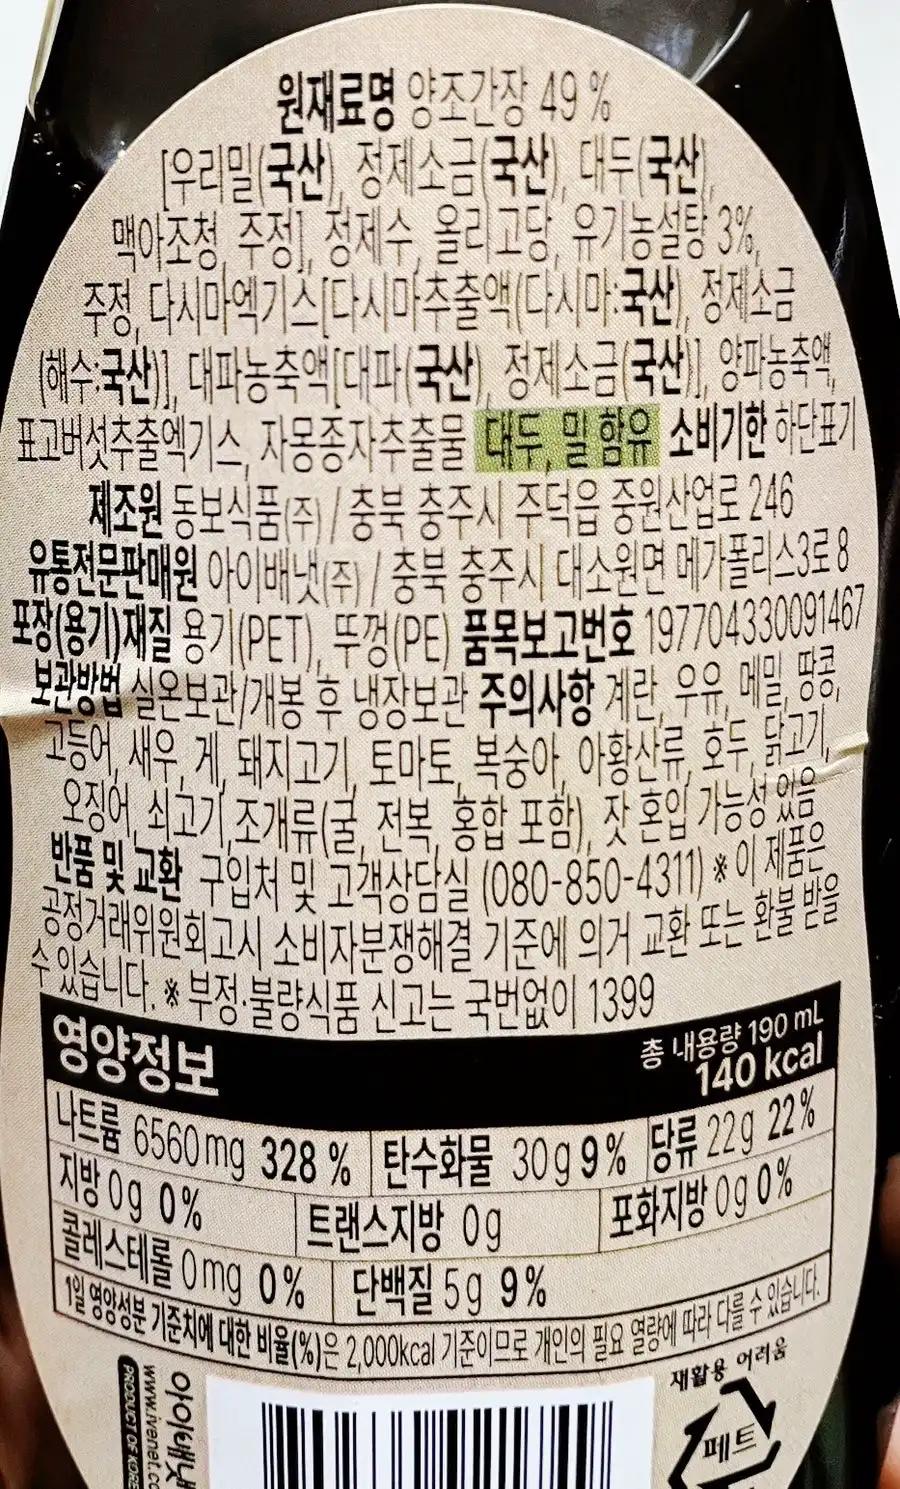 원재료명 양조간장 49 %
[우리밀(국산), 정제소금(국산), 대두(국산),
맥아조청, 주정], 정제수, 올리고당, 유기농설탕 3%,
주정, 다시마엑기스[다시마추출액(다시마:국산), 정제소금
(해수:국산)], 대파농축액[대파(국산), 정제소금(국산)], 양파농축액,
표고버섯추출엑기스, 자몽종자추출물 대두, 밀 함유 소비기한 하단표기
제조원 동보식품(주) / 충북 충주시 주덕읍 중원산업로 246
유통전문판매원 아이배냇(주) / 충북 충주시 대소원면 메가폴리스3로 8
포장(용기)재질 용기(PET), 뚜껑(PE) 품목보고번호 197704330091467
보관방법 실온보관/개봉 후 냉장보관 주의사항 계란, 우유, 메밀, 땅콩,
고등어, 새우, 게, 돼지고기, 토마토, 복숭아, 아황산류, 호두, 닭고기,
오징어, 쇠고기, 조개류(굴, 전복, 홍합 포함), 잣 혼입 가능성 있음
반품 및 교환 구입처 및 고객상담실 (080-850-4311) ※ 이 제품은
공정거래위원회고시 소비자분쟁해결 기준에 의거 교환 또는 환불 받을
수 있습니다. ※ 부정·불량식품 신고는 국번없이 1399
영양정보 총 내용량 190 mL
140 kcal
나트륨 6560 mg 328 % 탄수화물 30 g 9 % 당류 22 g 22 %
지방 0 g 0 % 트랜스지방 0 g 포화지방 0 g 0 %
콜레스테롤 0 mg 0 % 단백질 5 g 9 %
1일 영양성분 기준치에 대한 비율(%)은 2,000kcal 기준이므로 개인의 필요 열량에 따라 다를 수 있습니다.
재활용 어려움
페트
아이배냇
www.ivenet.co
PRODUCT OF KOREA